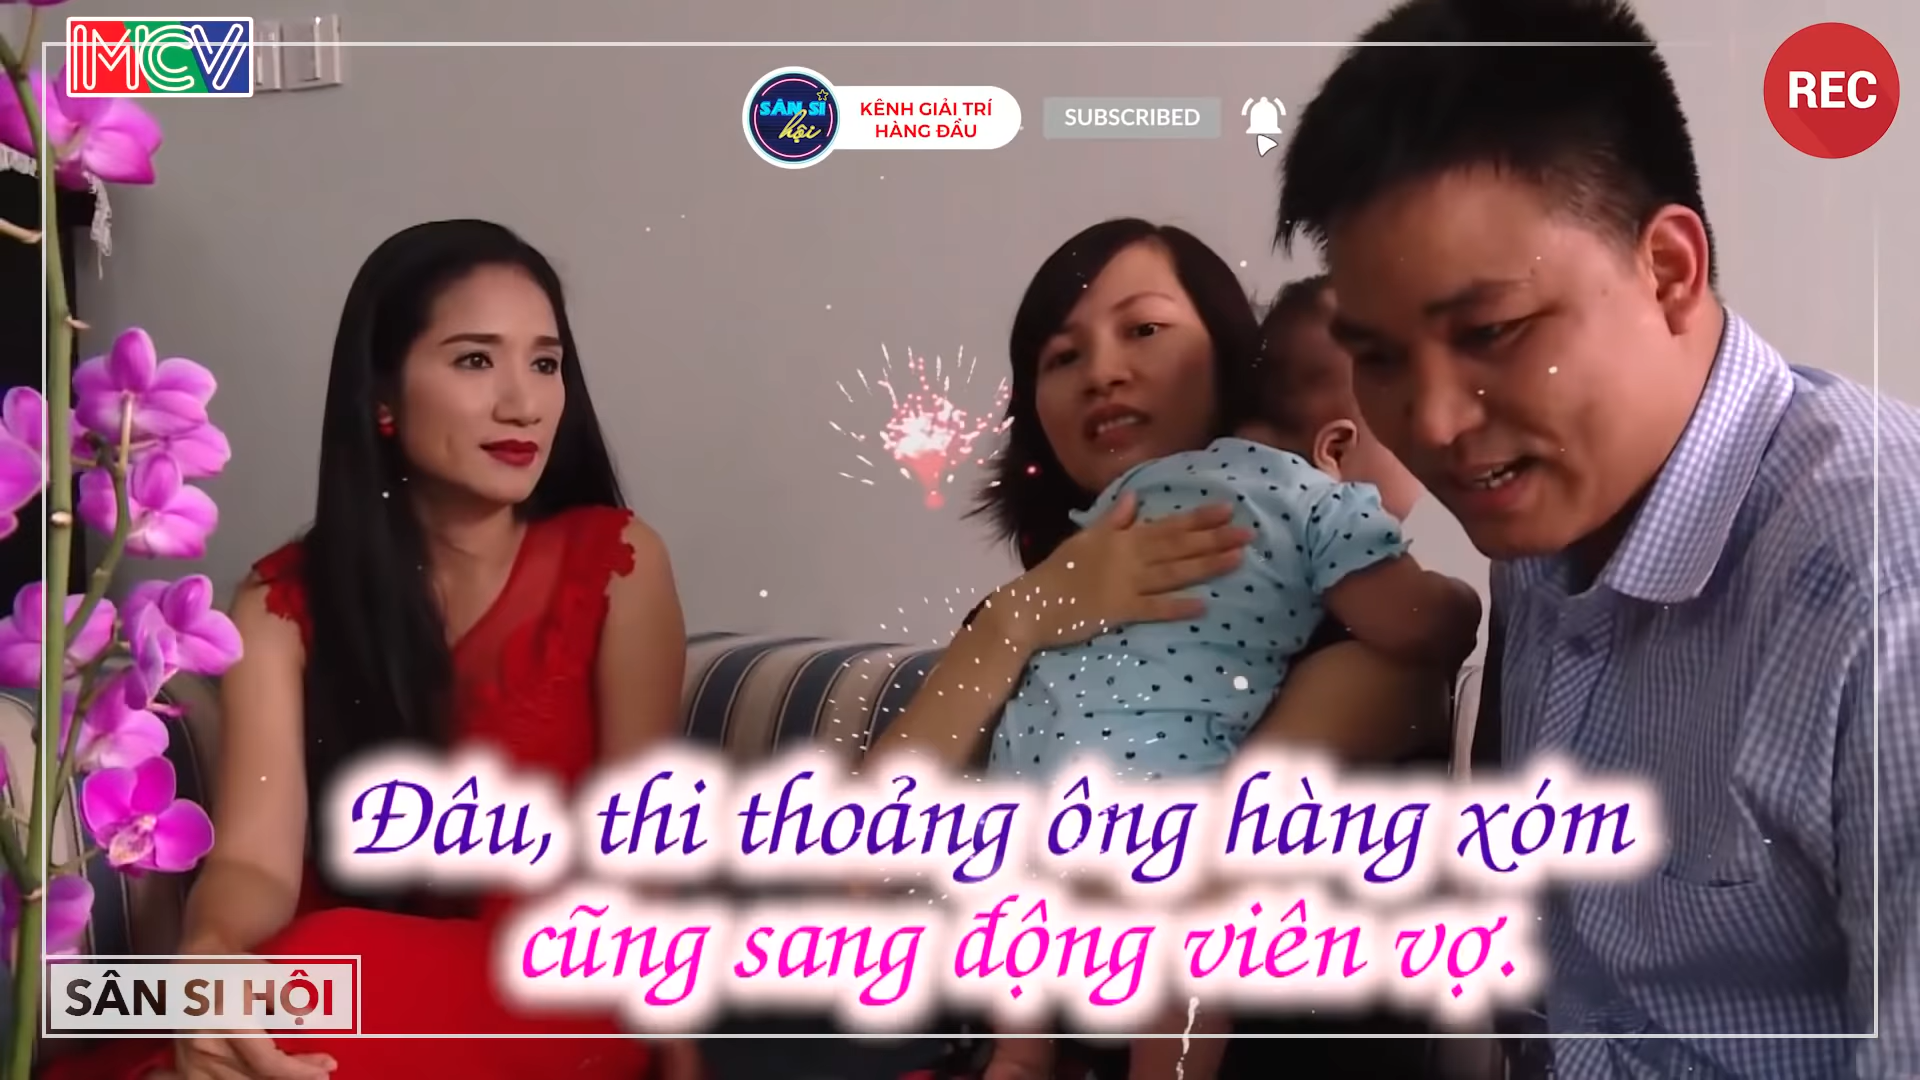 MCV
SÂN SI
hội
KÊNH GIẢI TRÍ
HÀNG ĐẦU
SUBSCRIBED
REC
Đâu, thi thoảng ông hàng xóm
cũng sang động viên vợ.
SÂN SI HỘI